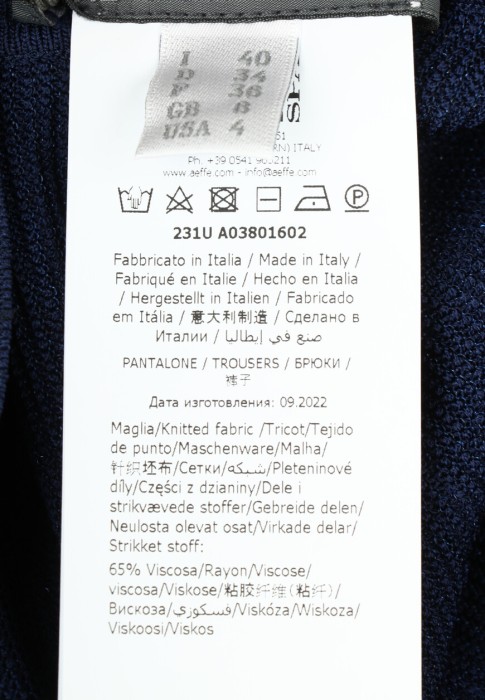 I 40
D 34
F 36
GB 8
USA 4
RN) ITALY
Ph. +39 0541
www.aeffe.com - info@aeffe.com
231U A03801602
Fabbricato in Italia / Made in Italy /
Fabriqué en Italie / Hecho en Italia
/ Hergestellt in Italien / Fabricado
em Itália / 意大利制造 / Сделано в
Италии / صنع في إيطاليا
PANTALONE / TROUSERS / БРЮКИ /
裤子
Дата изготовления: 09.2022
Maglia/Knitted fabric /Tricot/Tejido
de punto/Maschenware/Malha/
针织坯布/Сетки/شبكه/Pleteninové
díly/Części z dzianiny/Dele i
strikvævede stoffer/Gebreide delen/
Neulosta olevat osat/Virkade delar/
Strikket stoff:
65% Viscosa/Rayon/Viscose/
viscosa/Viskose/粘胶纤维(粘纤)/
Вискоза/فسكوزي/Viskóza/Wiskoza/
Viskoosi/Viskos